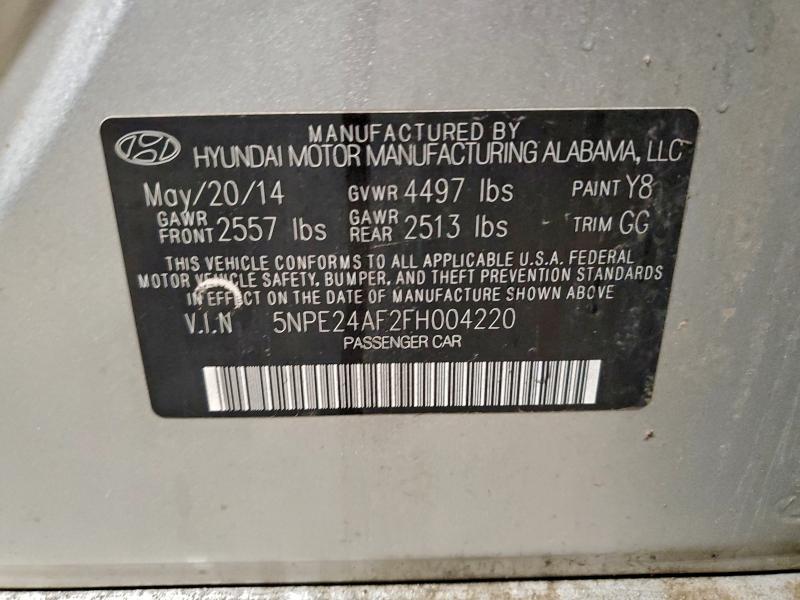 MANUFACTURED BY
HYUNDAI MOTOR MANUFACTURING ALABAMA, LLC
May/20/14 GVWR 4497 lbs PAINT Y8
GAWR FRONT 2557 lbs GAWR REAR 2513 lbs TRIM GG
THIS VEHICLE CONFORMS TO ALL APPLICABLE U.S.A. FEDERAL
MOTOR VEHICLE SAFETY, BUMPER, AND THEFT PREVENTION STANDARDS
IN EFFECT ON THE DATE OF MANUFACTURE SHOWN ABOVE.
V.I.N 5NPE24AF2FH004220
PASSENGER CAR